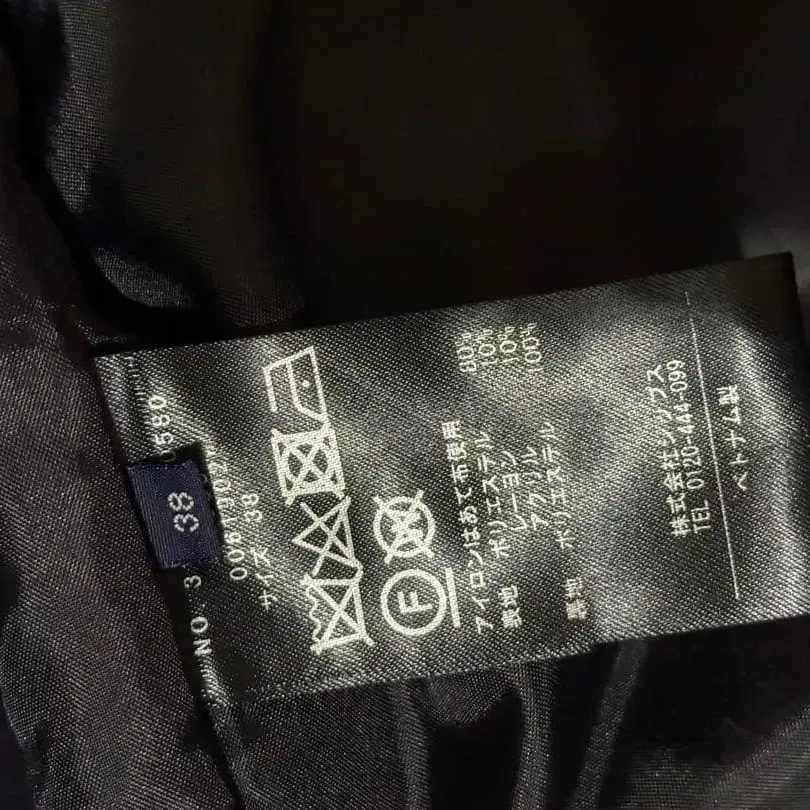 38
NO. 3
580
サイズ 38
F
W
アイロンはあて布使用
表地 ポリエステル 80%
レーヨン 10%
アクリル 10%
裏地 ポリエステル 100%
株式会社シップス
TEL 0120-444-099
ベトナム製